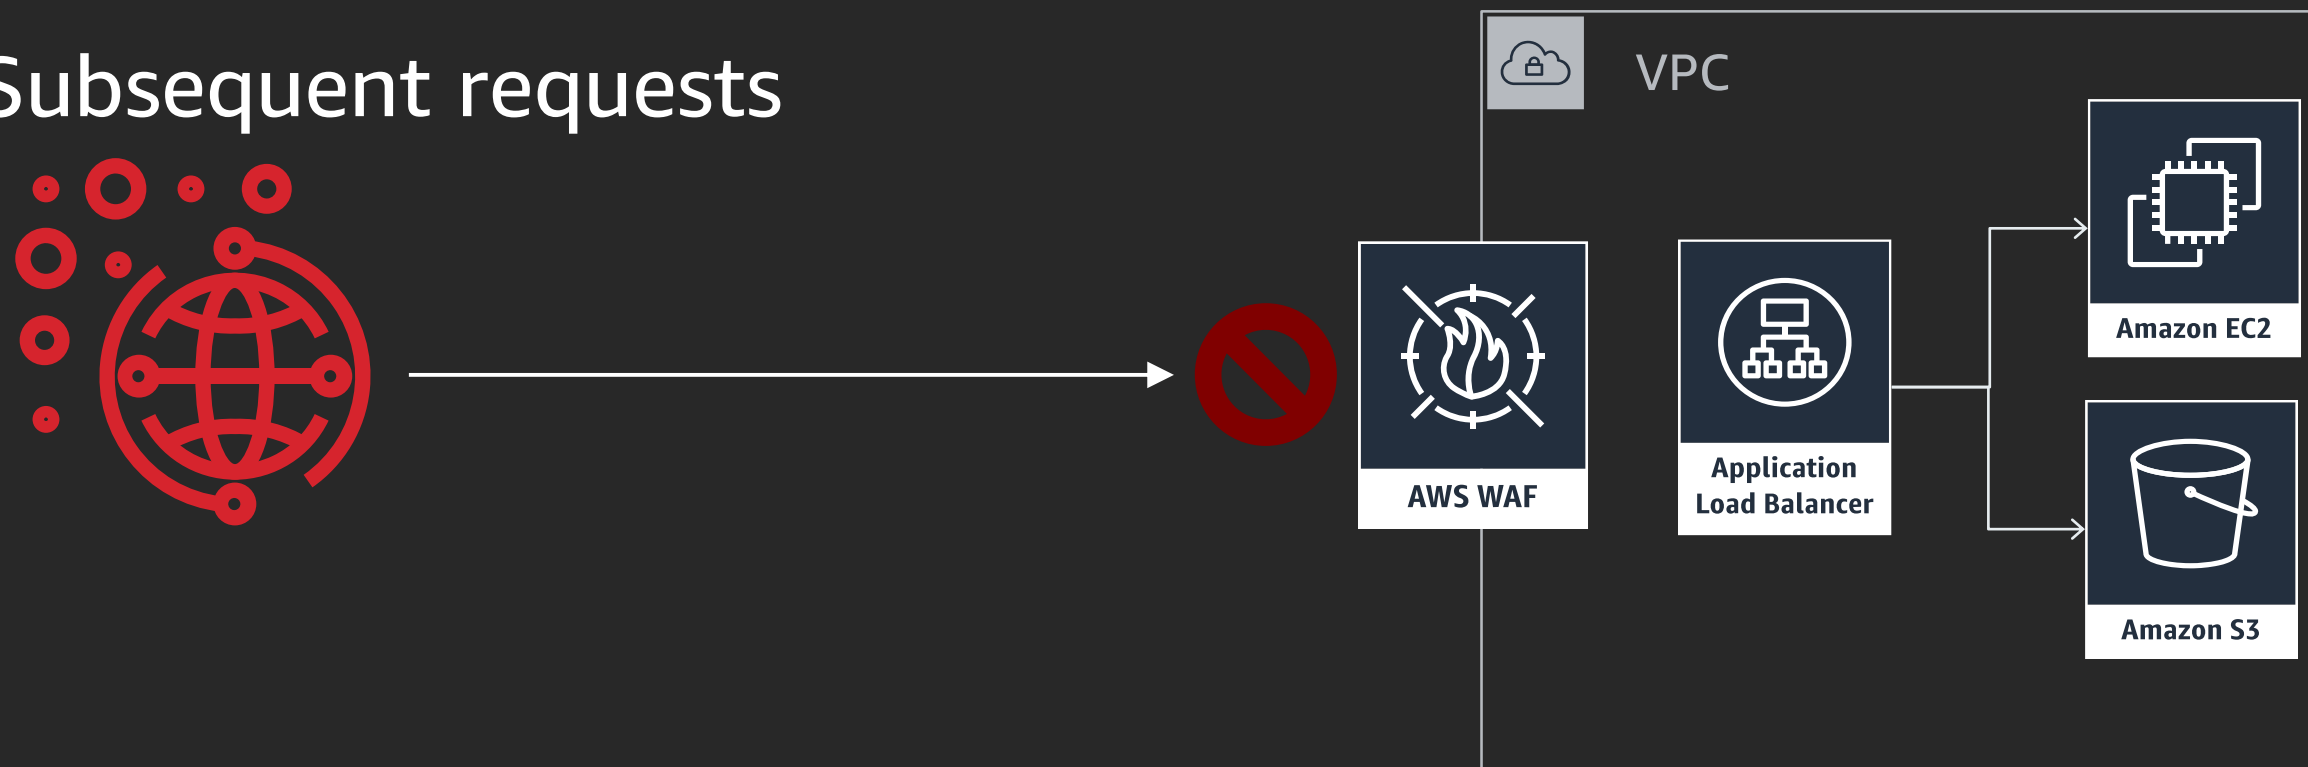 Subsequent requests
VPC
Amazon EC2
AWS WAF
Application
Load Balancer
Amazon S3